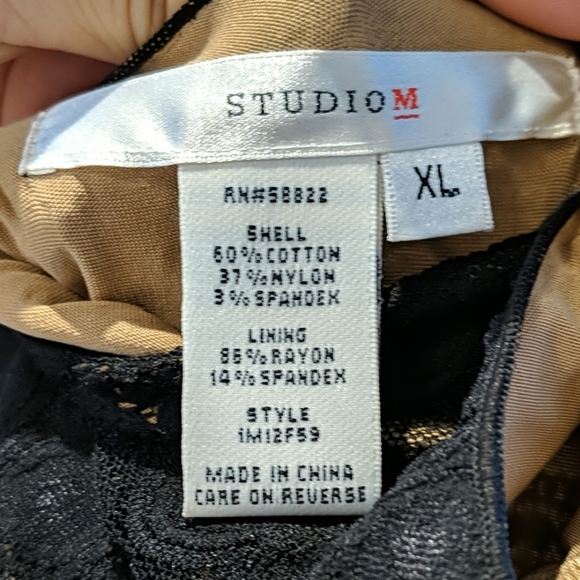 STUDIO M
XL
RN#58822
SHELL
60%COTTON
37%NYLON
3%SPANDEX
LINING
86%RAYON
14%SPANDEX
STYLE
1M12F59
MADE IN CHINA
CARE ON REVERSE